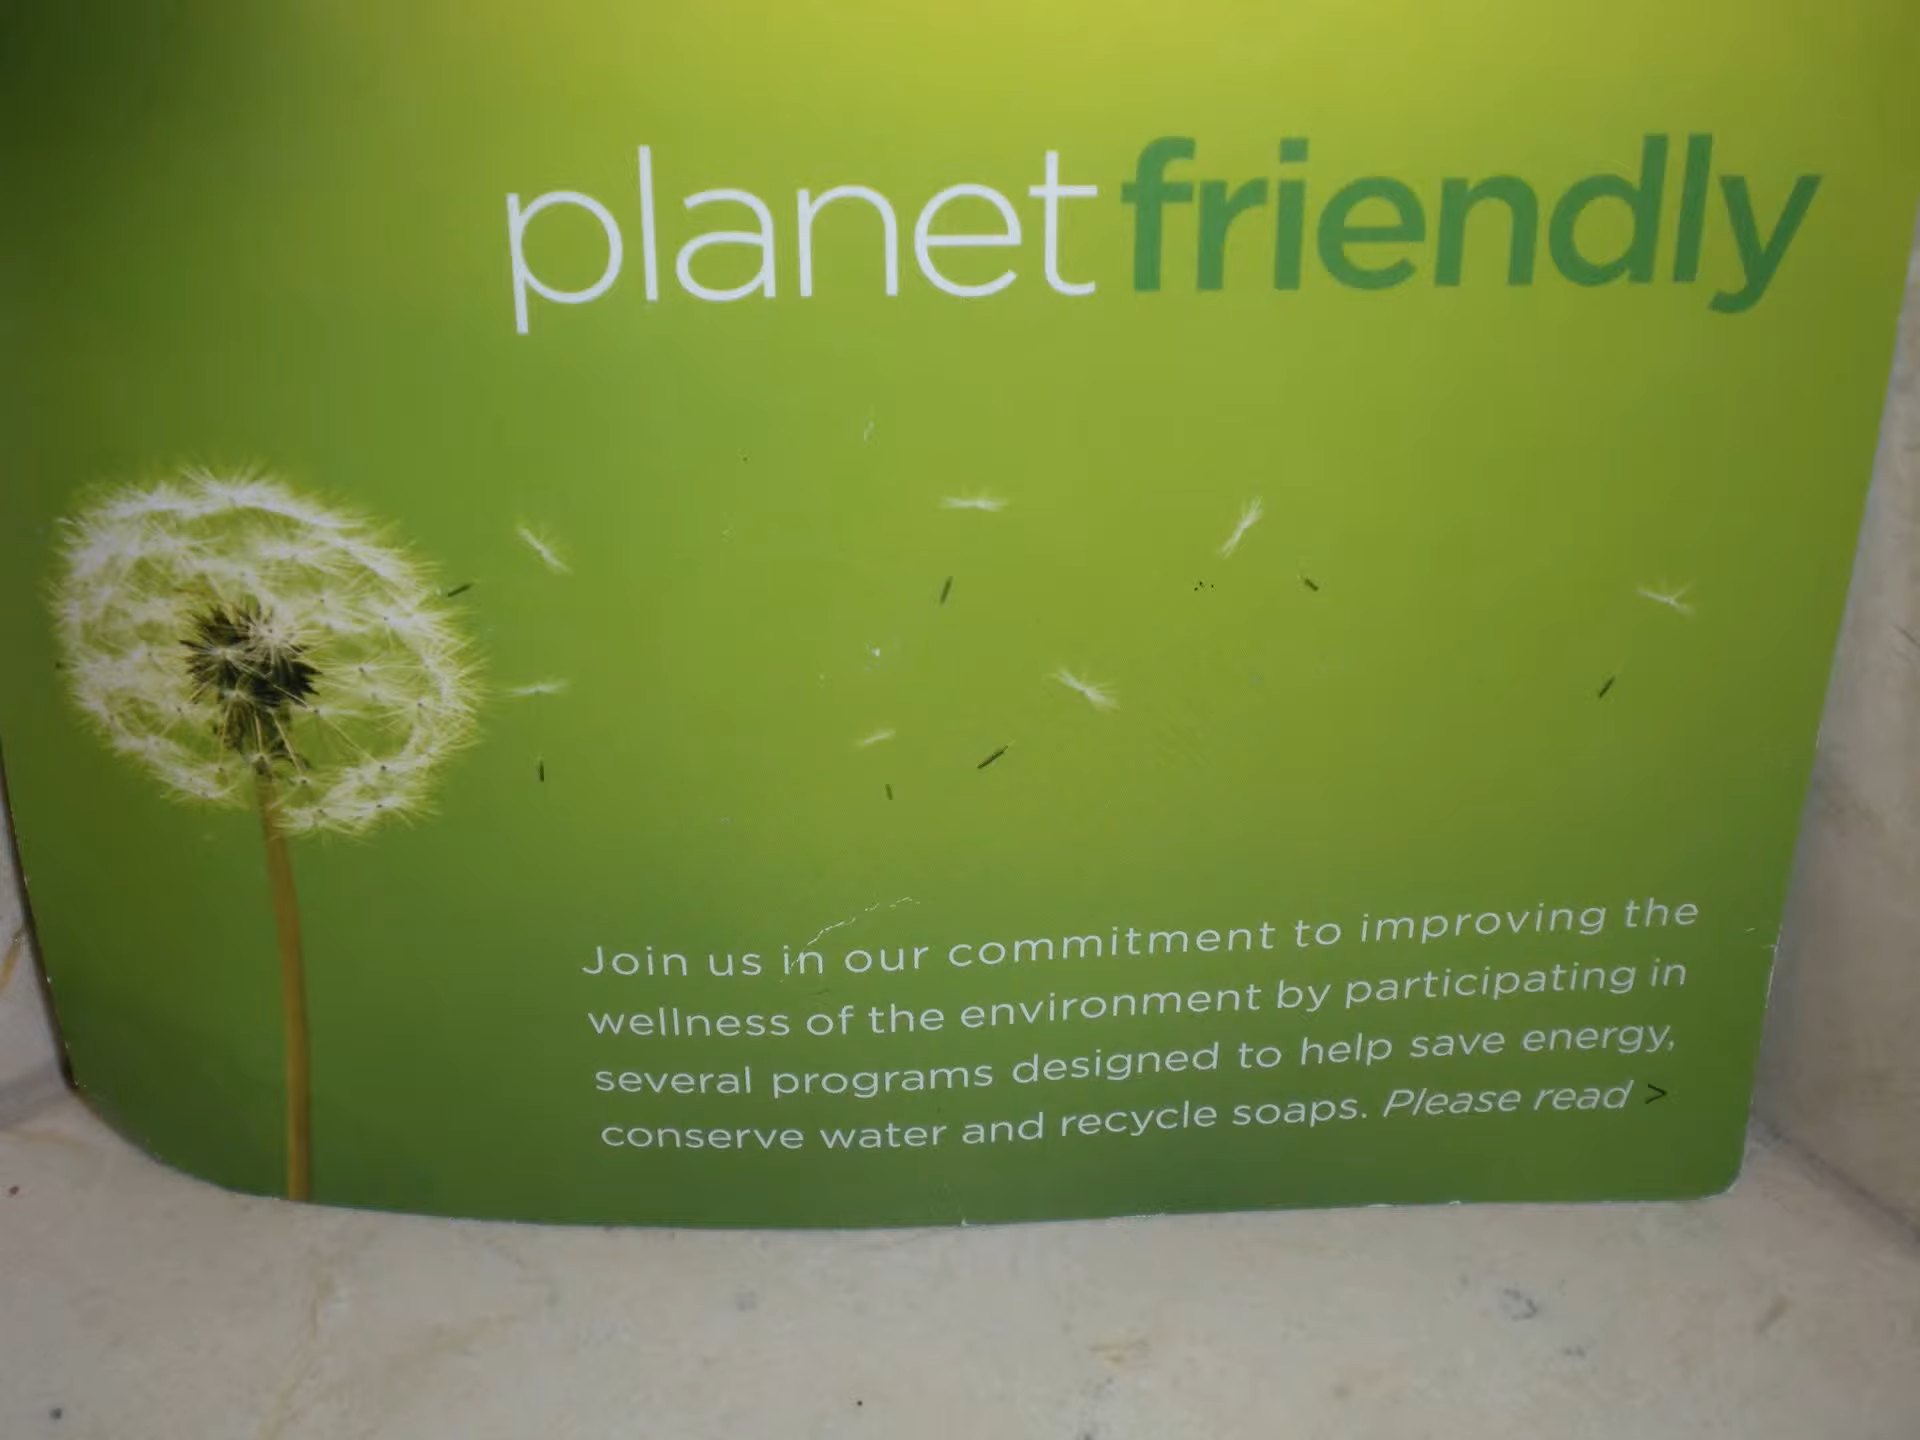 planet friendly
Join us in our commitment to improving the
wellness of the environment by participating in
several programs designed to help save energy,
conserve water and recycle soaps. Please read >